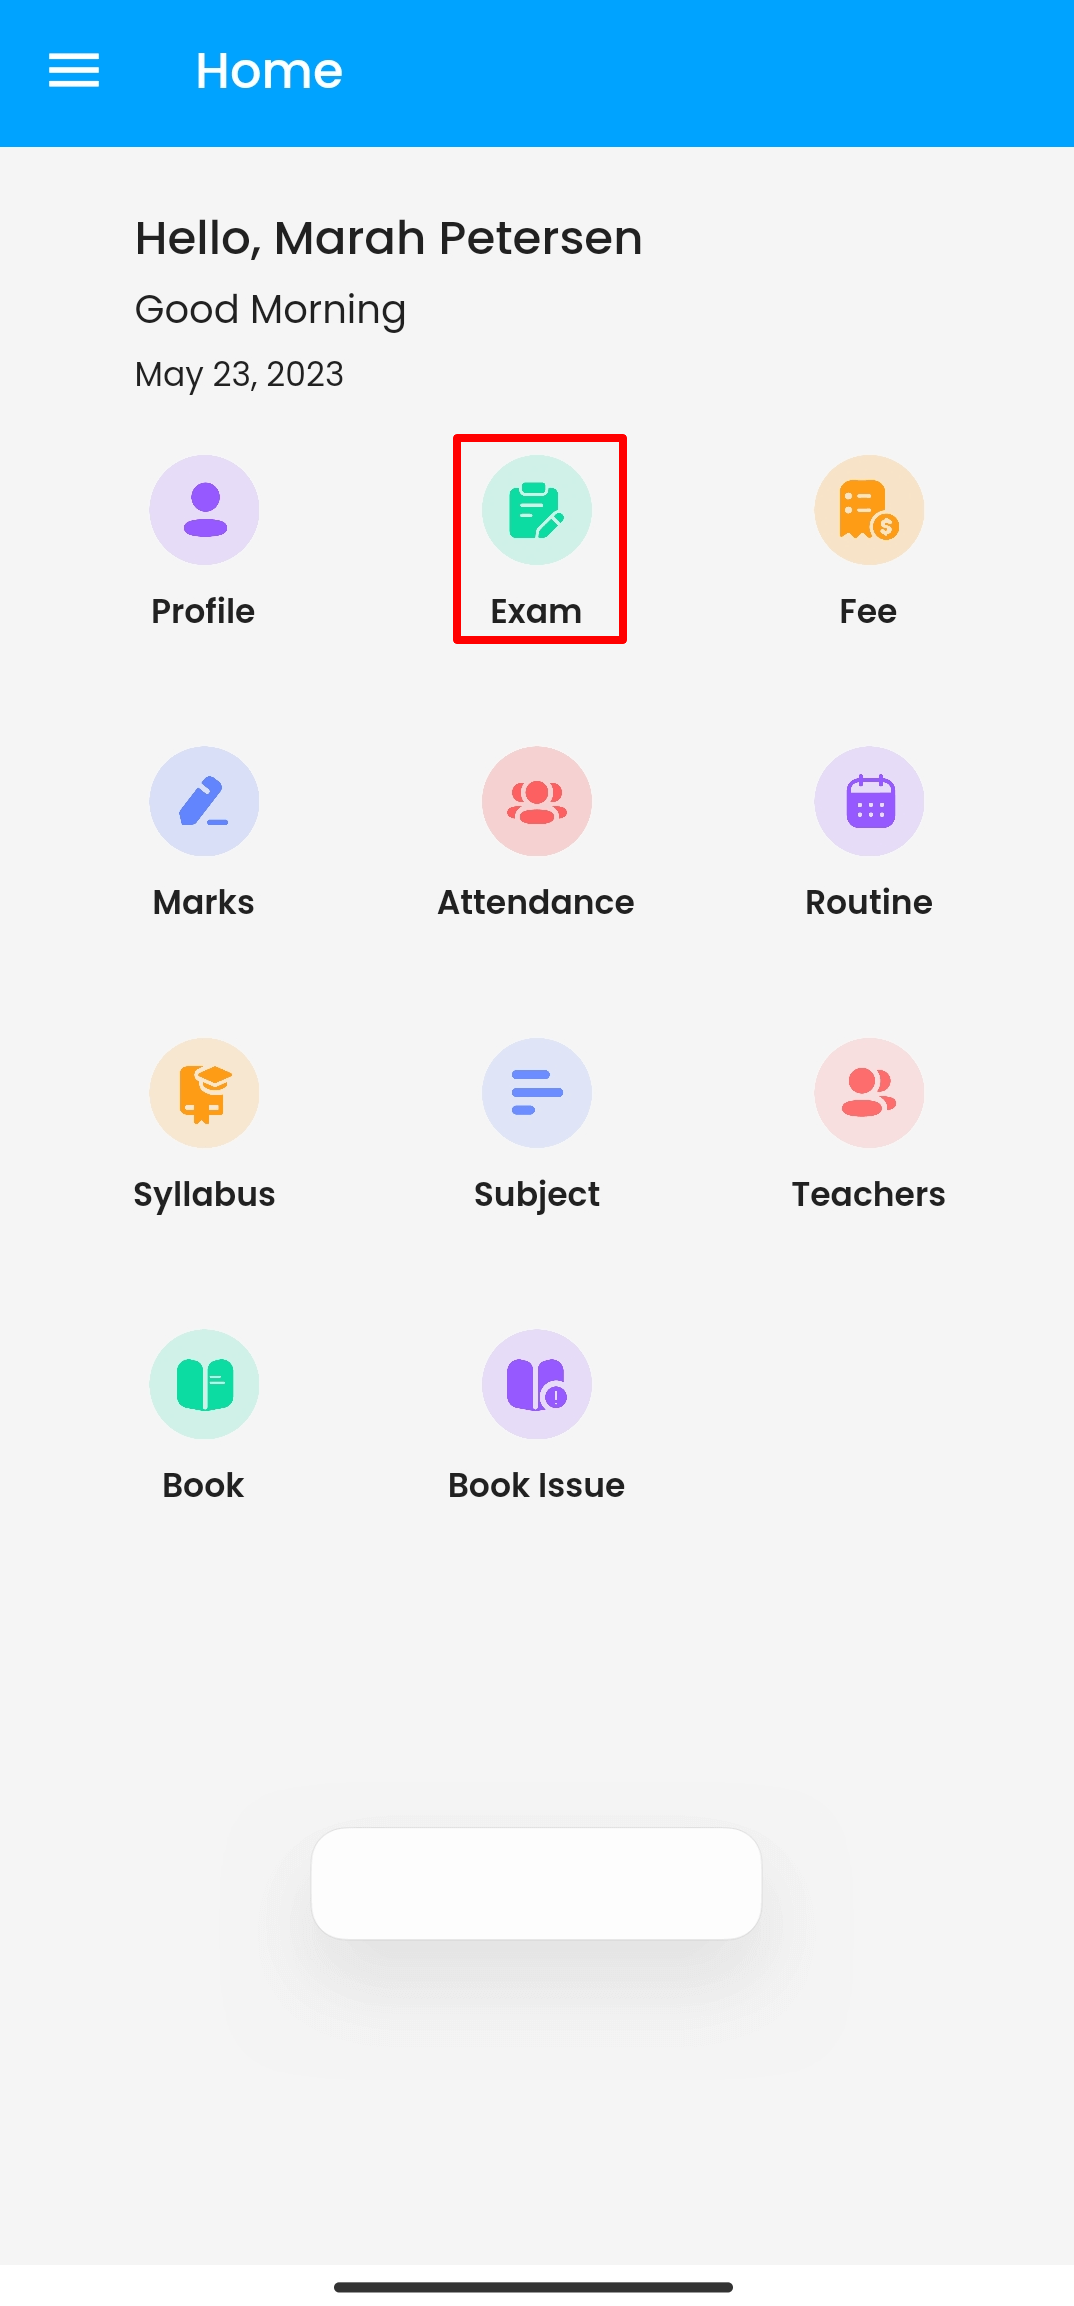 Home
Hello, Marah Petersen
Good Morning
May 23, 2023
Profile
Exam
Fee
Marks
Attendance
Routine
Syllabus
Subject
Teachers
Book
Book Issue